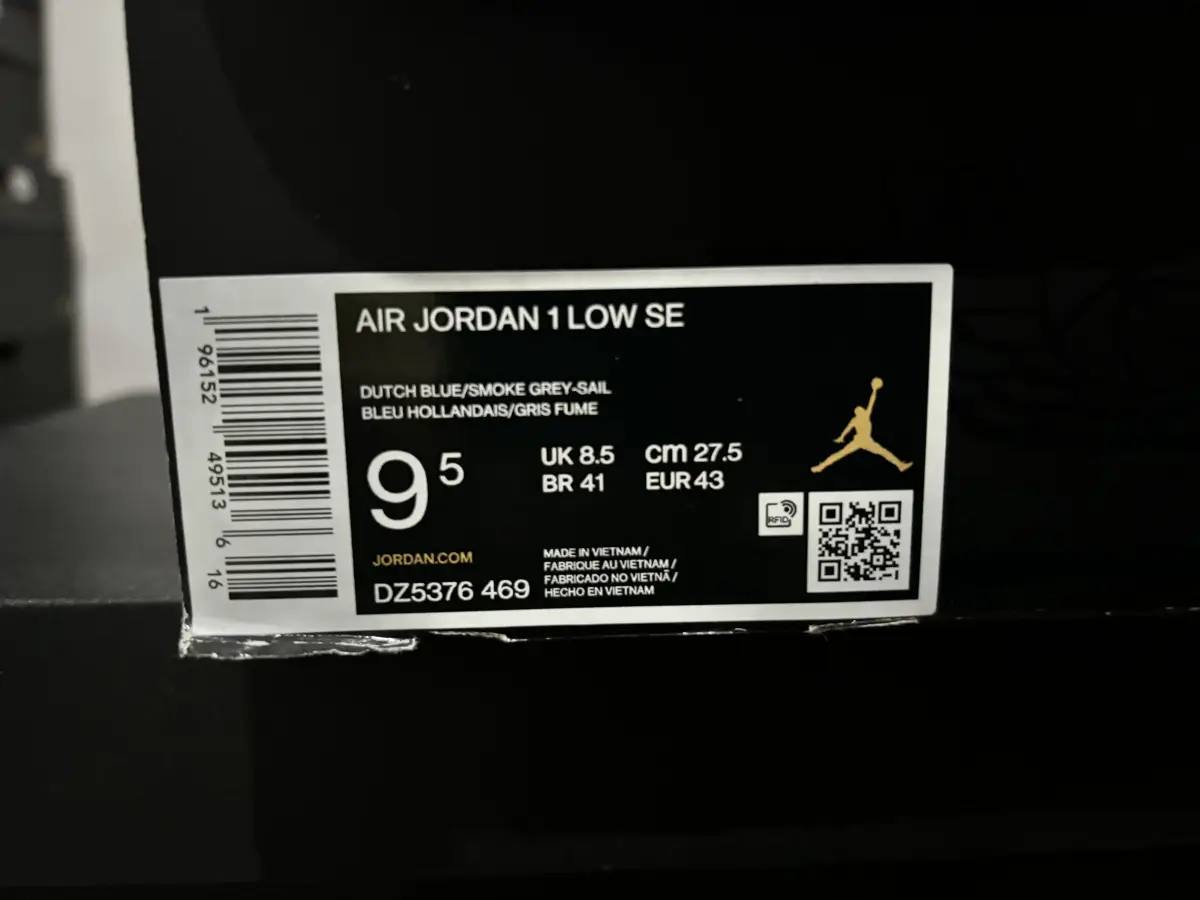 1 96152 49513 6 16
AIR JORDAN 1 LOW SE
DUTCH BLUE/SMOKE GREY-SAIL
BLEU HOLLANDAIS/GRIS FUME
9 5
UK 8.5 cm 27.5
BR 41 EUR 43
RFID
JORDAN.COM
DZ5376 469
MADE IN VIETNAM /
FABRIQUE AU VIETNAM /
FABRICADO NO VIETNÃ /
HECHO EN VIETNAM